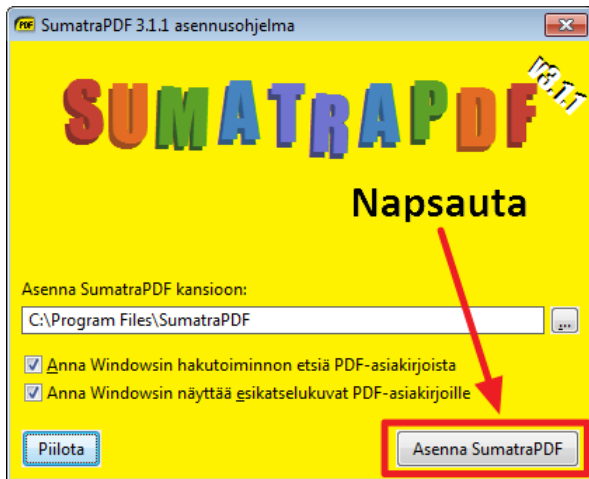 PDF SumatraPDF 3.1.1 asennusohjelma
SUMATRAPDF
v3.1.1
Napsauta
Asenna SumatraPDF kansioon:
C:\Program Files\SumatraPDF
...
Anna Windowsin hakutoiminnon etsiä PDF-asiakirjoista
Anna Windowsin näyttää esikatselukuvat PDF-asiakirjoille
Piilota
Asenna SumatraPDF